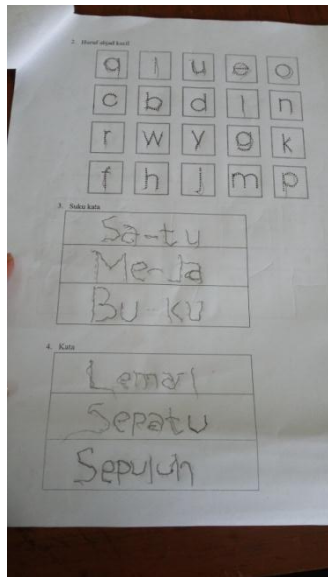 2. Huruf abjad kecil
q i u e o
c b d l n
r w y g k
f h j m p
3. Suku kata
Sa-tu
Me-Ja
Bu-ku
4. Kata
Lemari
Sepatu
Sepuluh